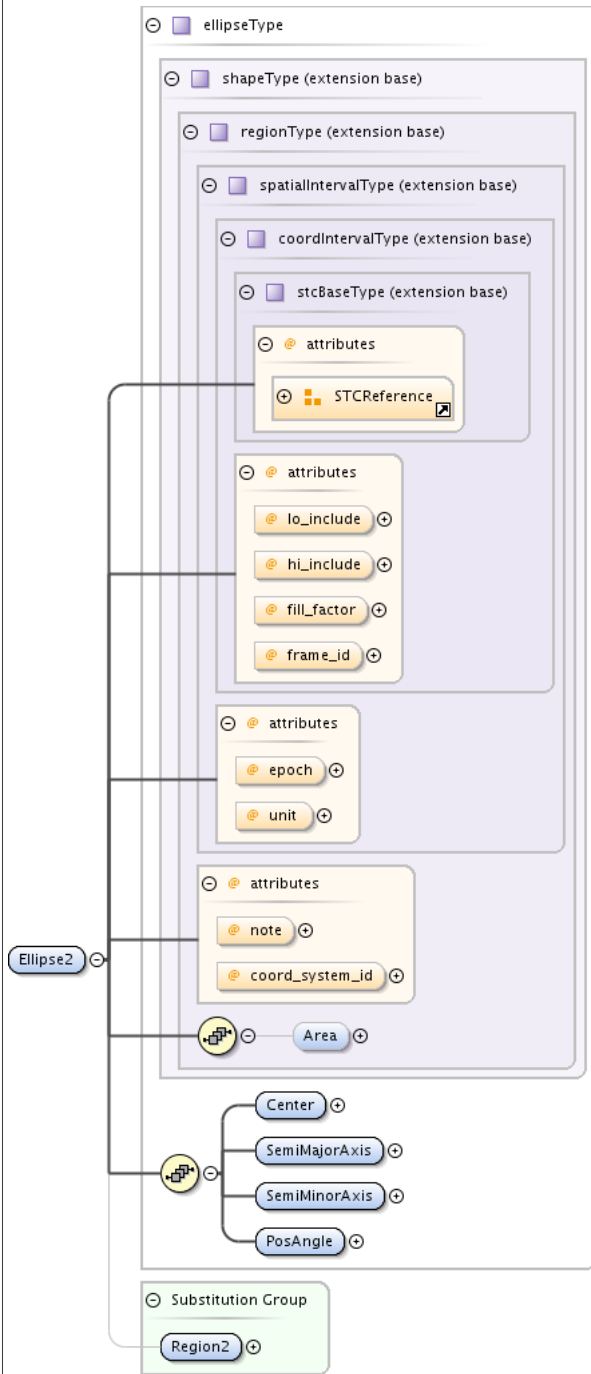 ellipseType
shapeType (extension base)
regionType (extension base)
spatialIntervalType (extension base)
coordIntervalType (extension base)
stcBaseType (extension base)
@ attributes
STCReference
@ attributes
@ lo_include
@ hi_include
@ fill_factor
@ frame_id
@ attributes
@ epoch
@ unit
@ attributes
@ note
@ coord_system_id
Ellipse2
Area
Center
SemiMajorAxis
SemiMinorAxis
PosAngle
Substitution Group
Region2